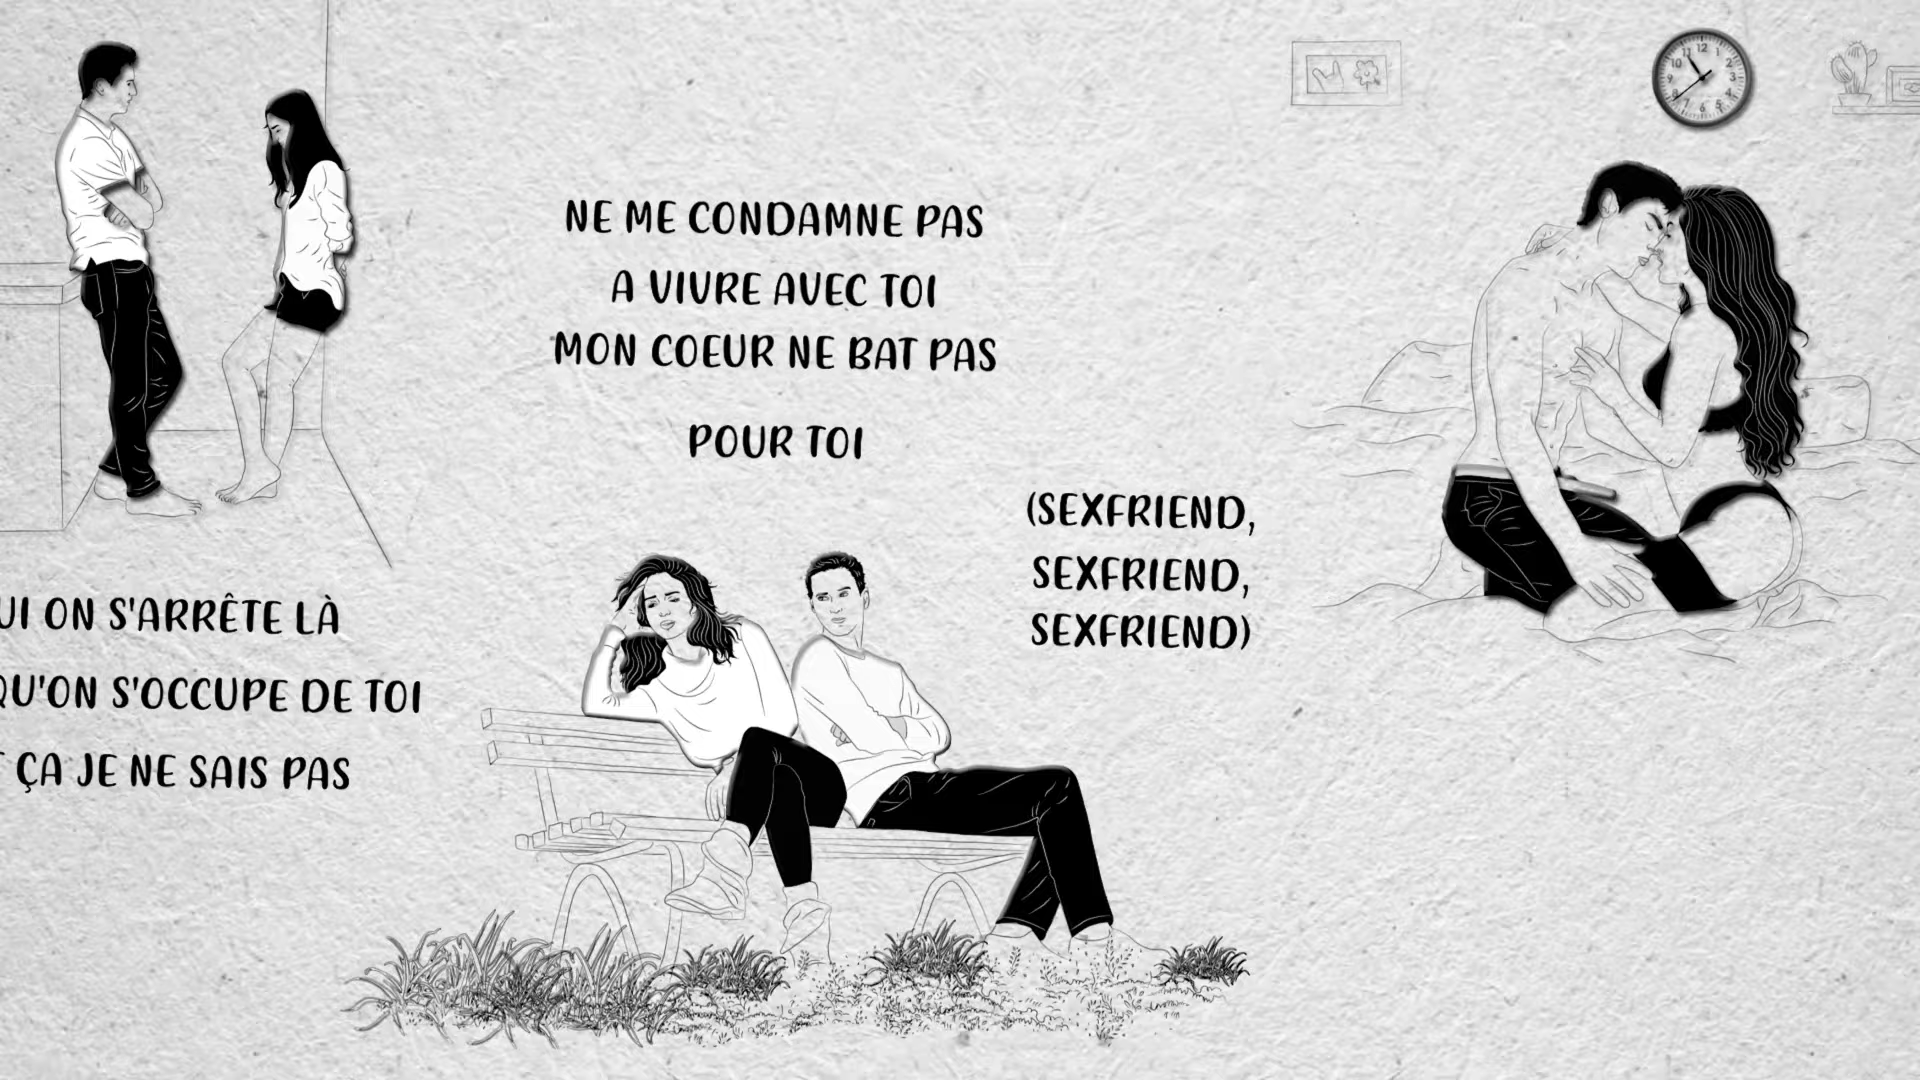 NE ME CONDAMNE PAS
A VIVRE AVEC TOI
MON COEUR NE BAT PAS
POUR TOI
(SEXFRIEND,
SEXFRIEND,
SEXFRIEND)
UI ON S'ARRÊTE LÀ
QU'ON S'OCCUPE DE TOI
ÇA JE NE SAIS PAS